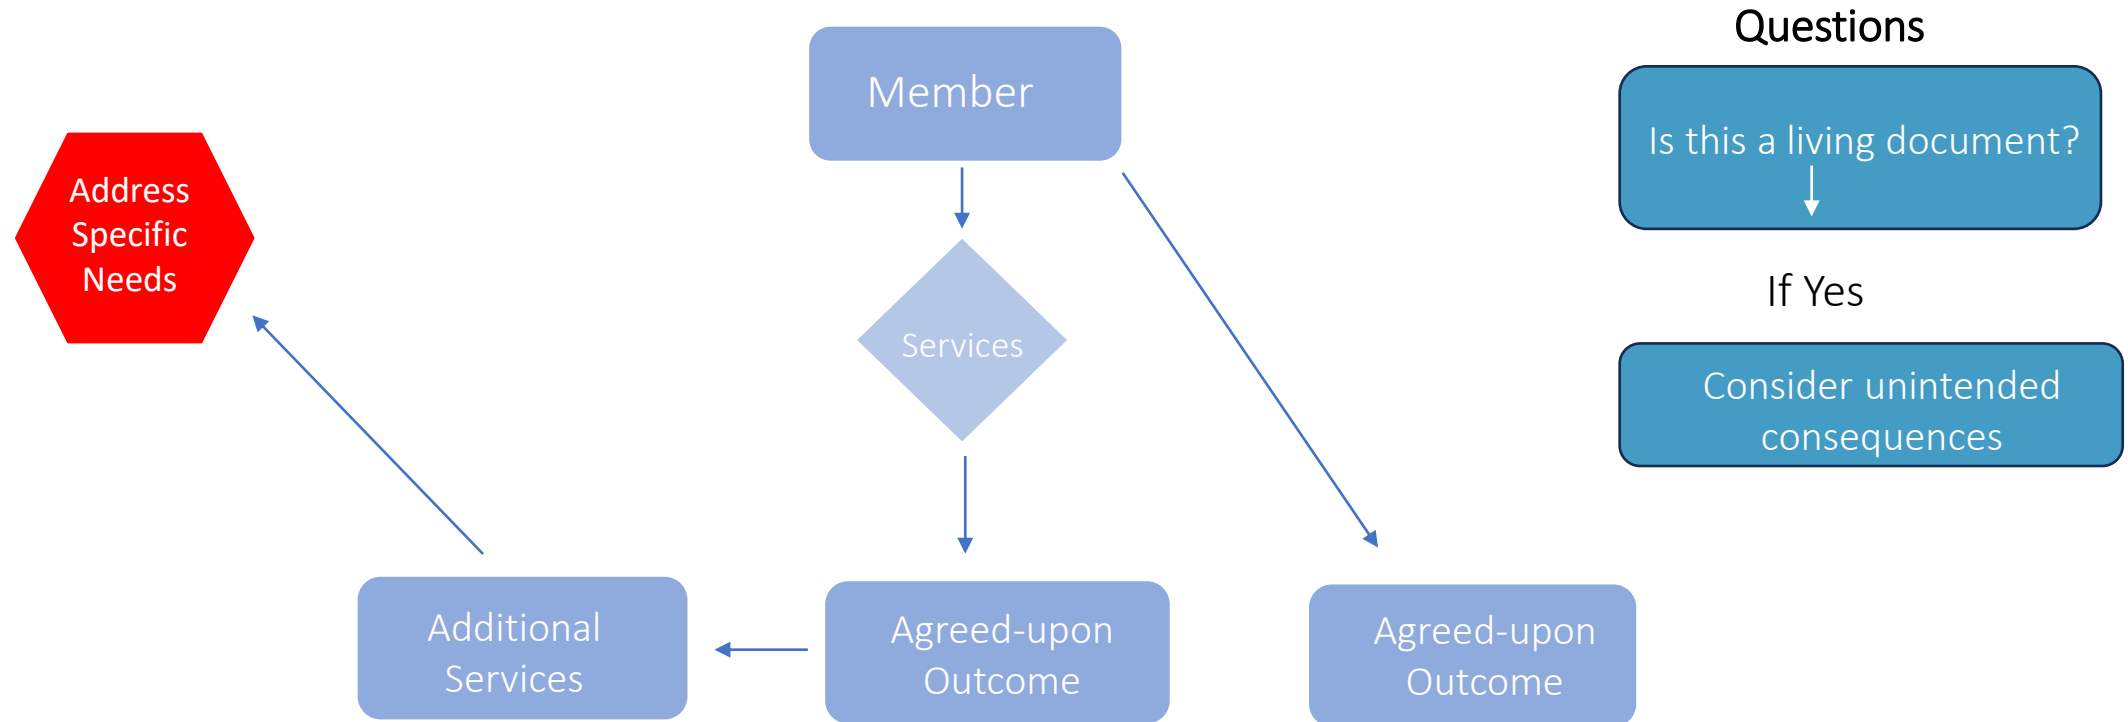 Questions
Member
Is this a living document?
Address
Specific
Needs
If Yes
Services
Consider unintended
consequences
Additional
Services
Agreed-upon
Outcome
Agreed-upon
Outcome